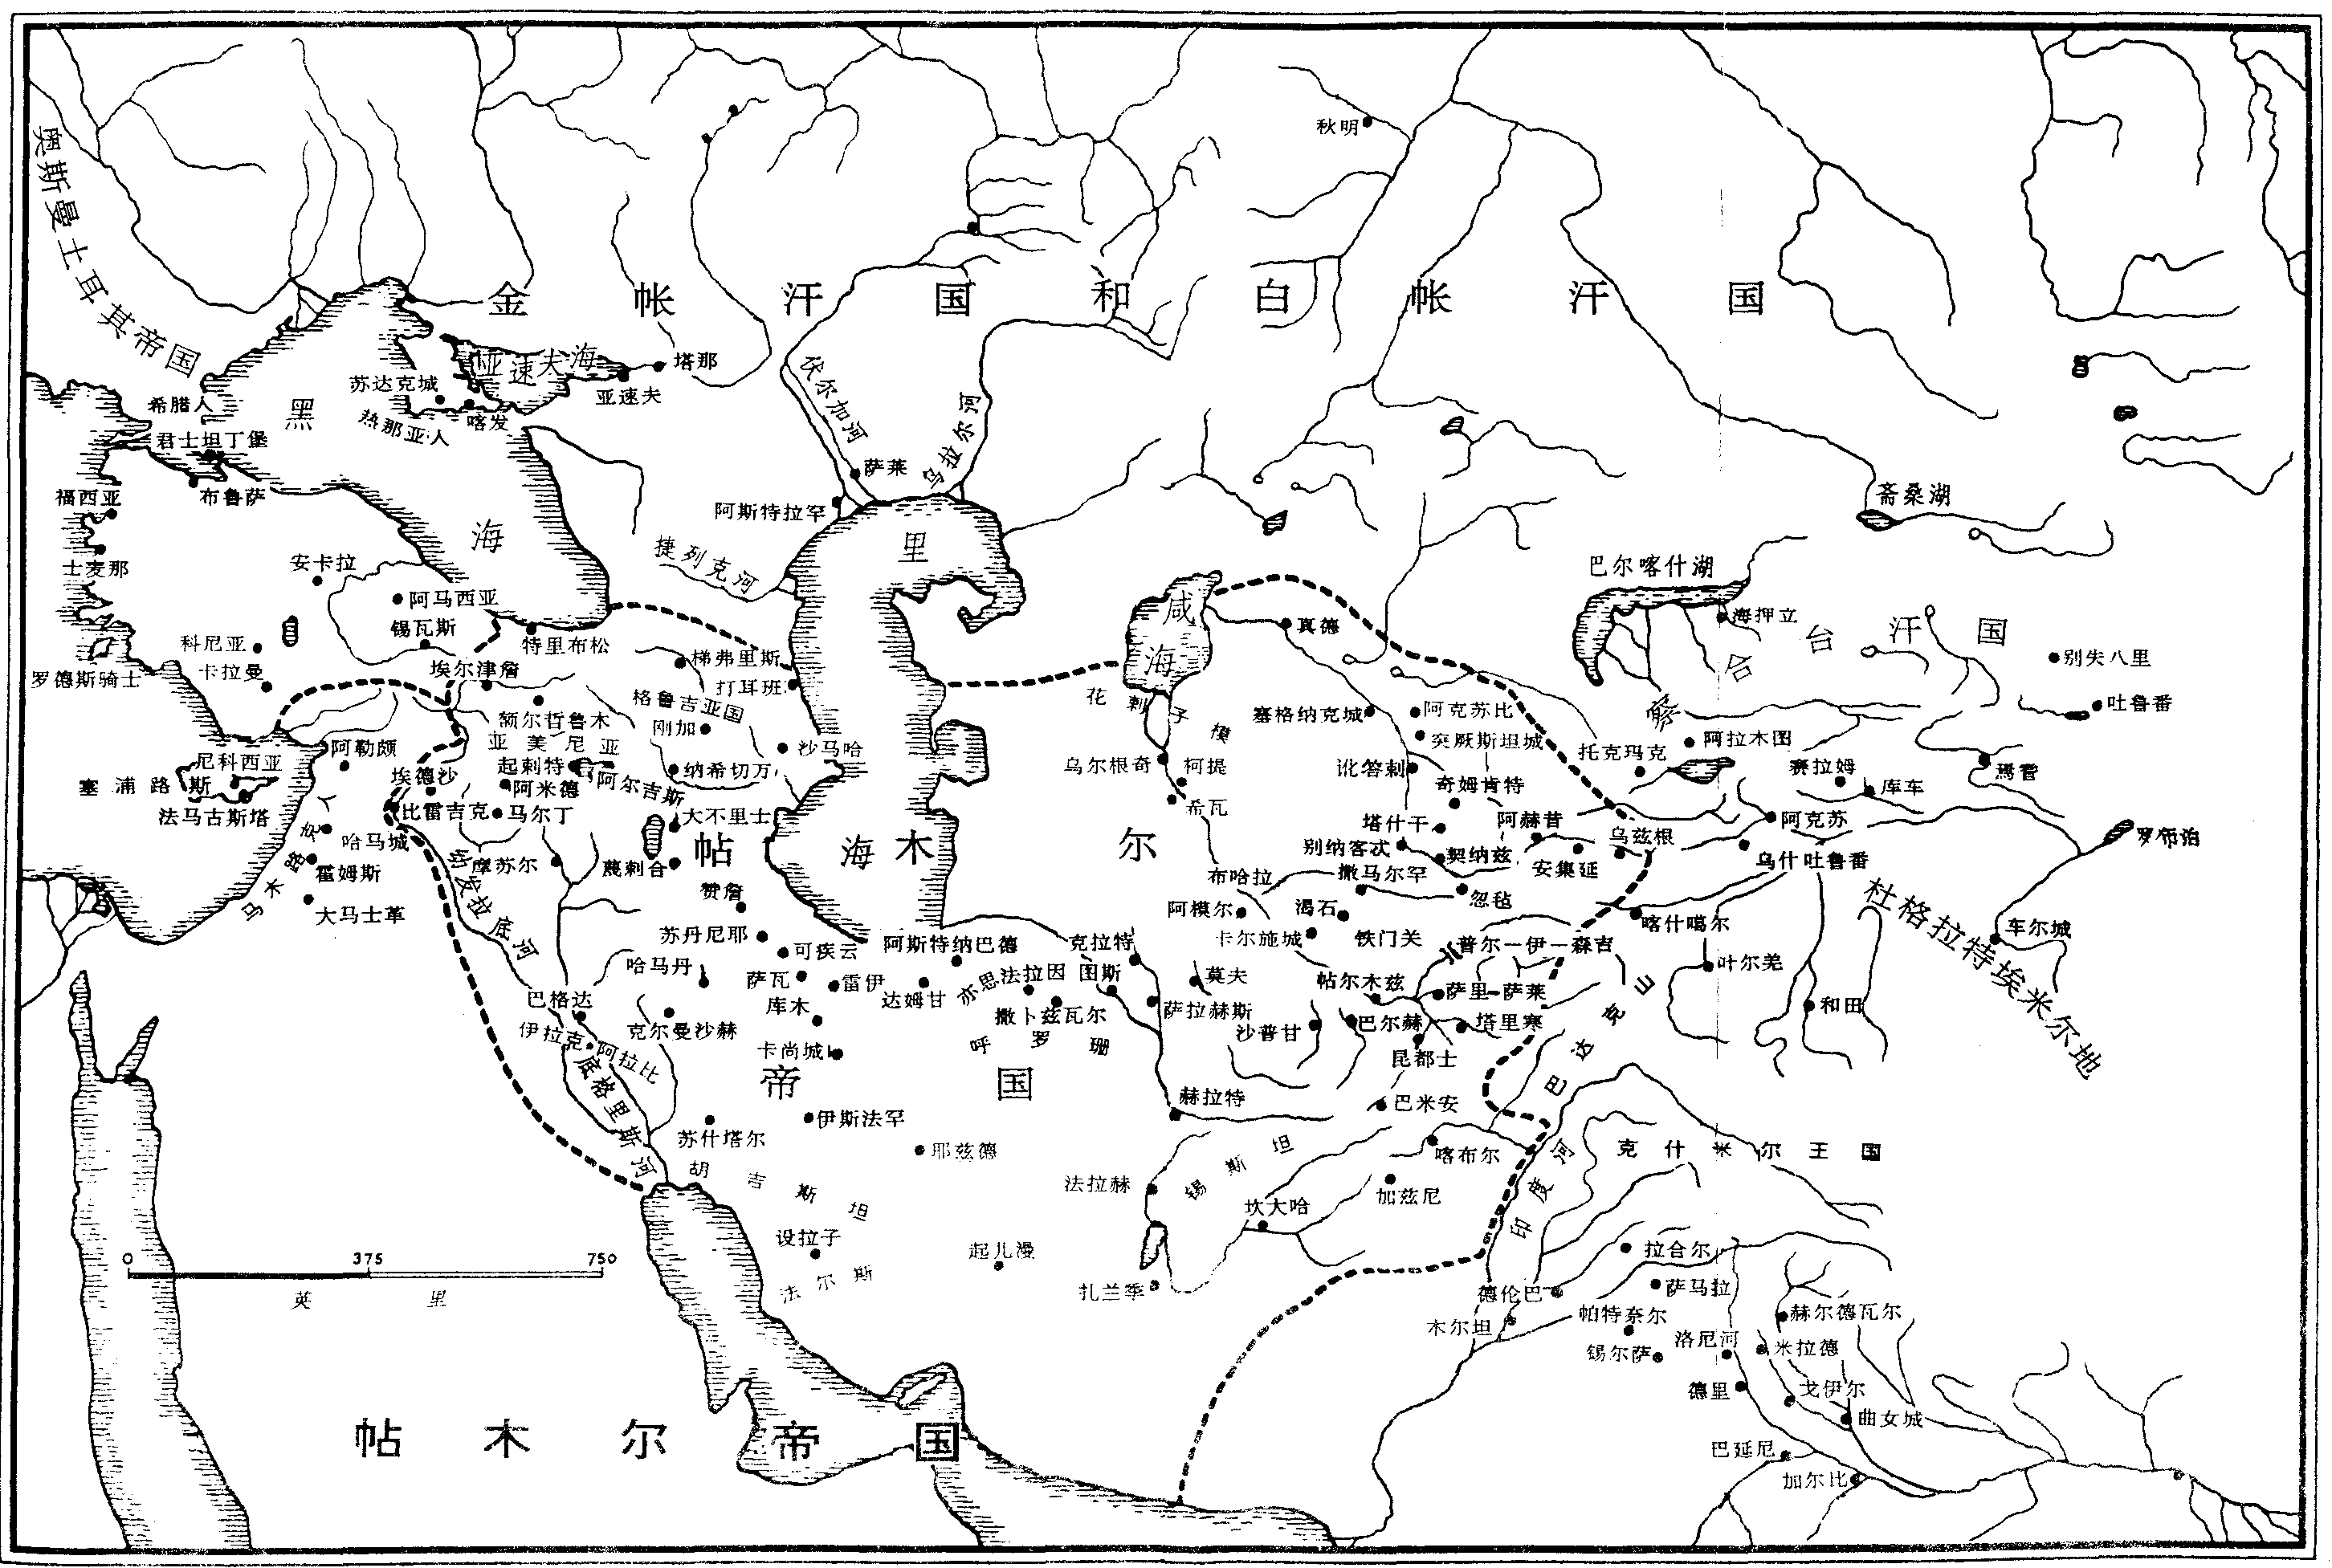 秋明
奥斯曼土耳其帝国
金帐汗国和白帐汗国
亚速夫海
塔那
亚速夫
苏达克城
喀发
热那亚人
希腊人
黑海
君士坦丁堡
布鲁萨
福西亚
士麦那
伏尔加河
乌拉尔河
萨莱
阿斯特拉罕
捷列克河
里海
斋桑湖
巴尔喀什湖
海押立
察合台汗国
别失八里
吐鲁番
安卡拉
阿马西亚
锡瓦斯
特里布松
科尼亚
卡拉曼
罗德斯骑士
埃尔津詹
梯弗里斯
打耳班
格鲁吉亚国
刚加
额尔哲鲁木
亚美尼亚
沙马哈
起剌特
阿尔吉斯
纳希切万
大不里士
阿勒颇
尼科西亚
塞浦路斯
法马古斯塔
埃德沙
阿米德
比雷吉克
马尔丁
哈马城
霍姆斯
大马士革
马木路克人
幼发拉底河
摩苏尔
蔑剌合
赞詹
苏丹尼耶
可疾云
哈马丹
萨瓦
雷伊
库木
巴格达
伊拉克·阿拉比
克尔曼沙赫
卡尚城
底格里斯河
苏什塔尔
胡吉斯坦
伊斯法罕
耶兹德
设拉子
法尔斯
起儿漫
帖木尔
帝国
咸海
真德
花剌子模
乌尔根奇
柯提
希瓦
塞格纳克城
阿克苏比
突厥斯坦城
讹答剌
奇姆肯特
塔什干
别纳客忒
契纳兹
阿赫昔
安集延
乌兹根
托克玛克
阿拉木图
赛拉姆
库车
焉耆
阿克苏
乌什吐鲁番
罗布泊
杜格拉特埃米尔地
车尔城
喀什噶尔
叶尔羌
和田
布哈拉
撒马尔罕
忽毡
阿模尔
渴石
卡尔施城
铁门关
普尔—伊—森吉
阿斯特纳巴德
克拉特
达姆甘
亦思法拉因
图斯
撒卜兹瓦尔
呼罗珊
莫夫
萨拉赫斯
帖尔木兹
萨里—萨莱
沙普甘
巴尔赫
塔里寒
昆都士
巴达克山
赫拉特
巴米安
喀布尔
加兹尼
锡斯坦
法拉赫
坎大哈
扎兰季
印度河
克什米尔王国
拉合尔
萨马拉
德伦巴
木尔坦
帕特奈尔
锡尔萨
洛尼河
赫尔德瓦尔
米拉德
德里
戈伊尔
曲女城
巴延尼
加尔比
0 375 750
英里
帖木尔帝国